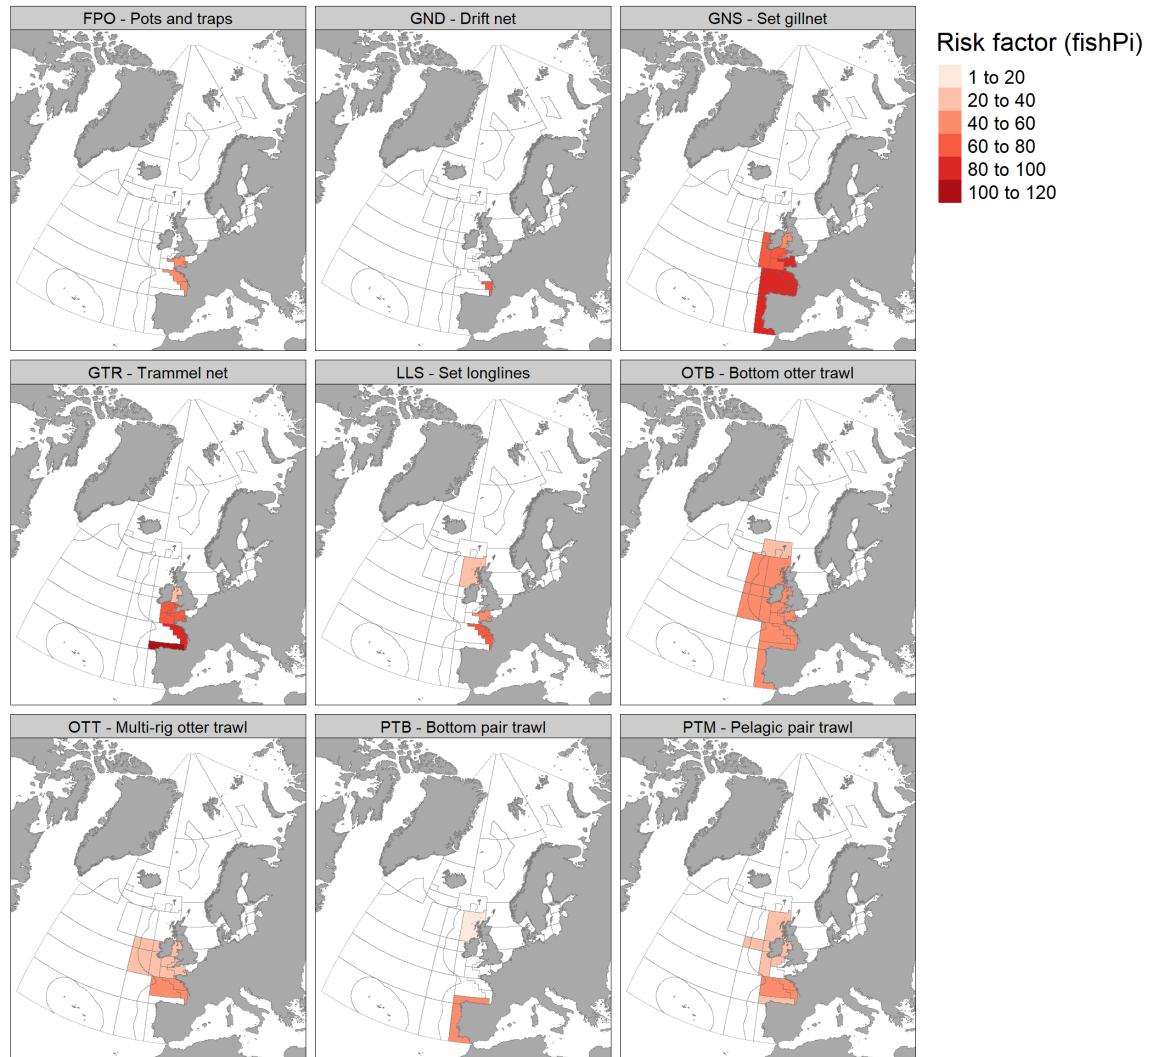 FPO - Pots and traps
GND - Drift net
GNS - Set gillnet
Risk factor (fishPi)
1 to 20
20 to 40
40 to 60
60 to 80
80 to 100
100 to 120
GTR - Trammel net
LLS - Set longlines
OTB - Bottom otter trawl
OTT - Multi-rig otter trawl
PTB - Bottom pair trawl
PTM - Pelagic pair trawl